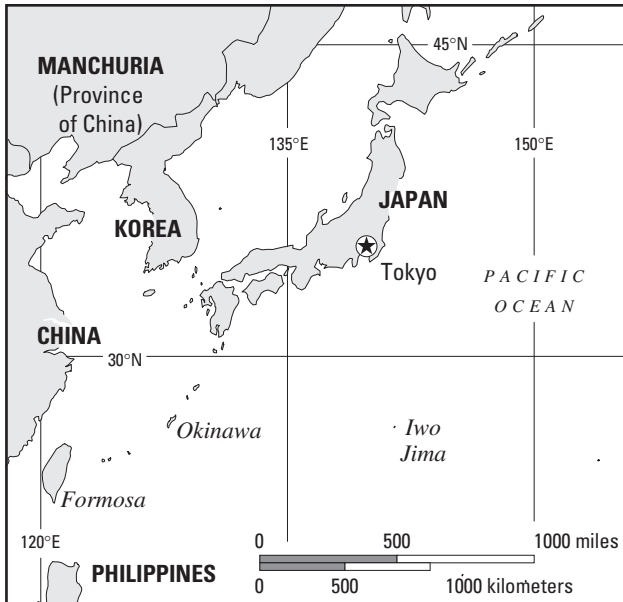 45°N
MANCHURIA
(Province
of China)
135°E
150°E
JAPAN
KOREA
Tokyo
PACIFIC
OCEAN
CHINA
30°N
Okinawa
Iwo
Jima
Formosa
120°E
0 500 1000 miles
PHILIPPINES
0 500 1000 kilometers